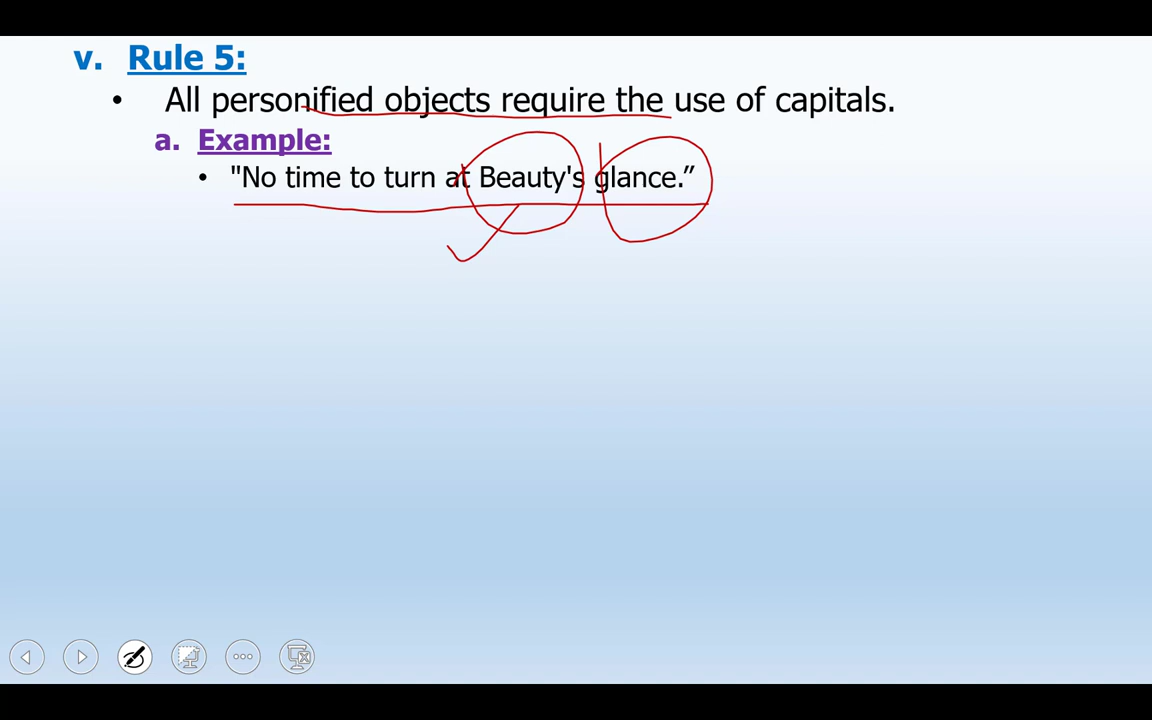 v. Rule 5:
• All personified objects require the use of capitals.
a. Example:
• "No time to turn at Beauty's glance.”